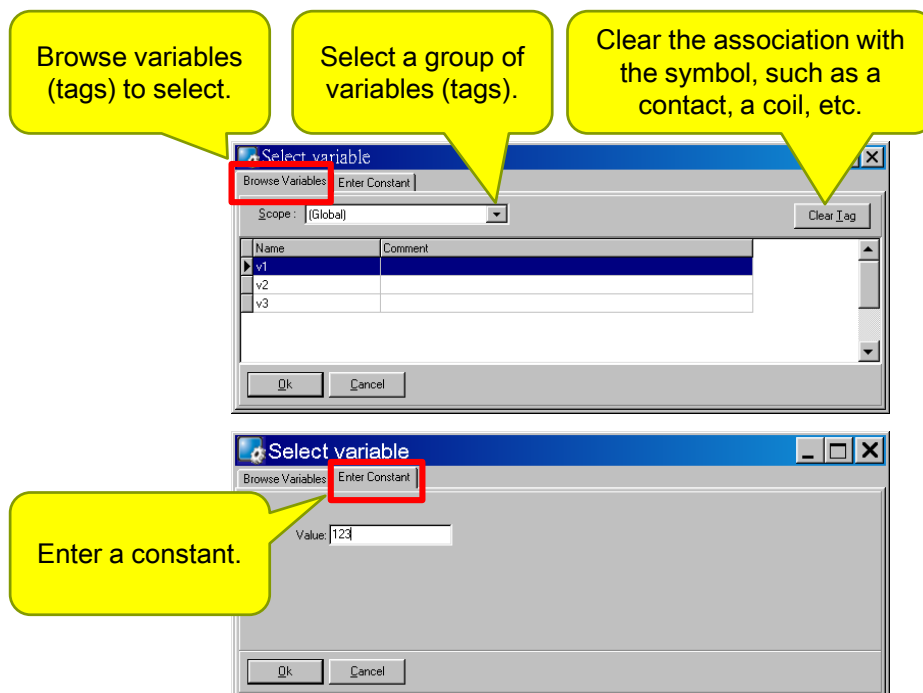 Browse variables
(tags) to select.
Select a group of
variables (tags).
Clear the association with
the symbol, such as a
contact, a coil, etc.
Select variable
Browse Variables Enter Constant
Scope : (Global)
Clear Tag
Name Comment
v1
v2
v3
Ok Cancel
Select variable
Browse Variables Enter Constant
Enter a constant.
Value: 123
Ok Cancel